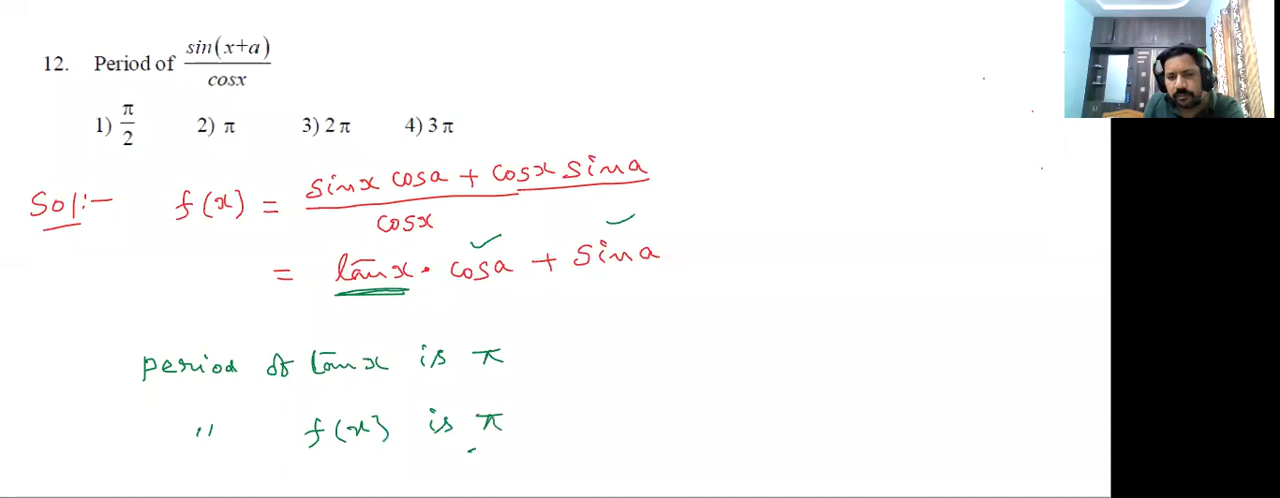 12. Period of sin(x+a)/cosx
1) π/2 2) π 3) 2π 4) 3π
Sol:- f(x) = sinx cosa + cosx sina / cosx
= tanx · cosa + sina
period of tanx is π
" f(x) is π